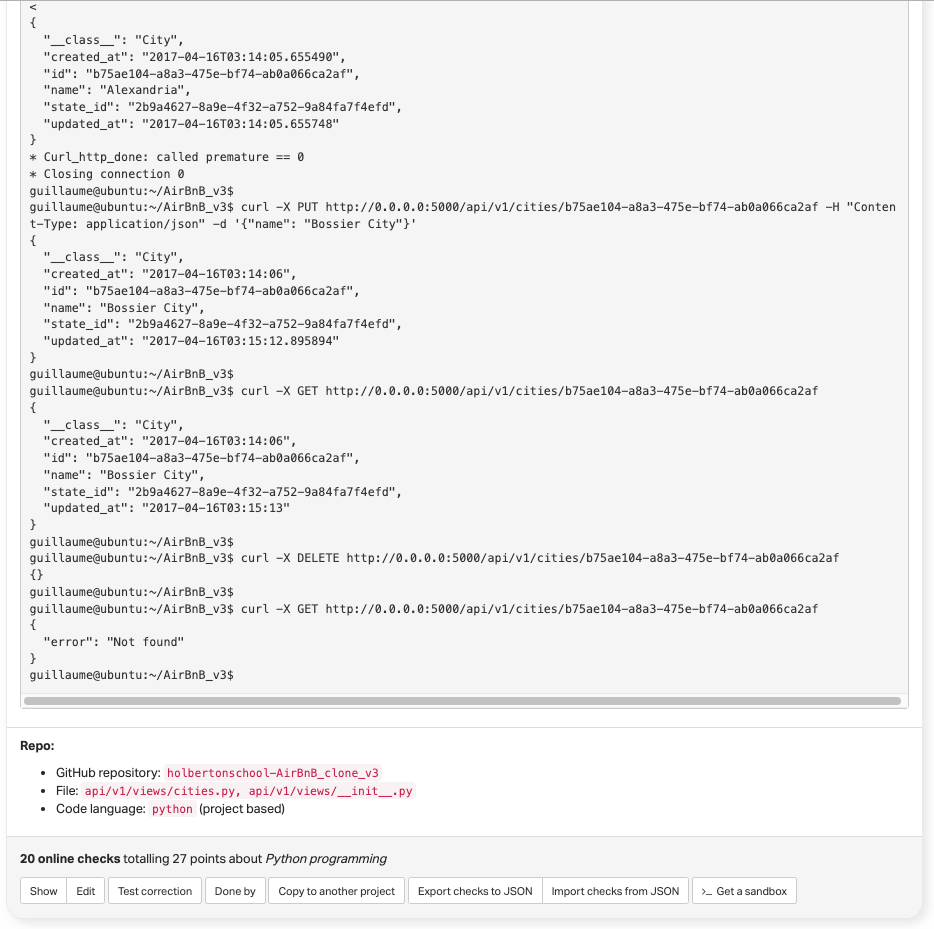 <
{
  "__class__": "City",
  "created_at": "2017-04-16T03:14:05.655490",
  "id": "b75ae104-a8a3-475e-bf74-ab0a066ca2af",
  "name": "Alexandria",
  "state_id": "2b9a4627-8a9e-4f32-a752-9a84fa7f4efd",
  "updated_at": "2017-04-16T03:14:05.655748"
}
* Curl_http_done: called premature == 0
* Closing connection 0
guillaume@ubuntu:~/AirBnB_v3$
guillaume@ubuntu:~/AirBnB_v3$ curl -X PUT http://0.0.0.0:5000/api/v1/cities/b75ae104-a8a3-475e-bf74-ab0a066ca2af -H "Conten
t-Type: application/json" -d '{"name": "Bossier City"}'
{
  "__class__": "City",
  "created_at": "2017-04-16T03:14:06",
  "id": "b75ae104-a8a3-475e-bf74-ab0a066ca2af",
  "name": "Bossier City",
  "state_id": "2b9a4627-8a9e-4f32-a752-9a84fa7f4efd",
  "updated_at": "2017-04-16T03:15:12.895894"
}
guillaume@ubuntu:~/AirBnB_v3$
guillaume@ubuntu:~/AirBnB_v3$ curl -X GET http://0.0.0.0:5000/api/v1/cities/b75ae104-a8a3-475e-bf74-ab0a066ca2af
{
  "__class__": "City",
  "created_at": "2017-04-16T03:14:06",
  "id": "b75ae104-a8a3-475e-bf74-ab0a066ca2af",
  "name": "Bossier City",
  "state_id": "2b9a4627-8a9e-4f32-a752-9a84fa7f4efd",
  "updated_at": "2017-04-16T03:15:13"
}
guillaume@ubuntu:~/AirBnB_v3$
guillaume@ubuntu:~/AirBnB_v3$ curl -X DELETE http://0.0.0.0:5000/api/v1/cities/b75ae104-a8a3-475e-bf74-ab0a066ca2af
{}
guillaume@ubuntu:~/AirBnB_v3$
guillaume@ubuntu:~/AirBnB_v3$ curl -X GET http://0.0.0.0:5000/api/v1/cities/b75ae104-a8a3-475e-bf74-ab0a066ca2af
{
  "error": "Not found"
}
guillaume@ubuntu:~/AirBnB_v3$
Repo:
• GitHub repository: holbertonschool-AirBnB_clone_v3
• File: api/v1/views/cities.py, api/v1/views/__init__.py
• Code language: python (project based)
20 online checks totalling 27 points about Python programming
Show Edit Test correction Done by Copy to another project Export checks to JSON Import checks from JSON >_ Get a sandbox